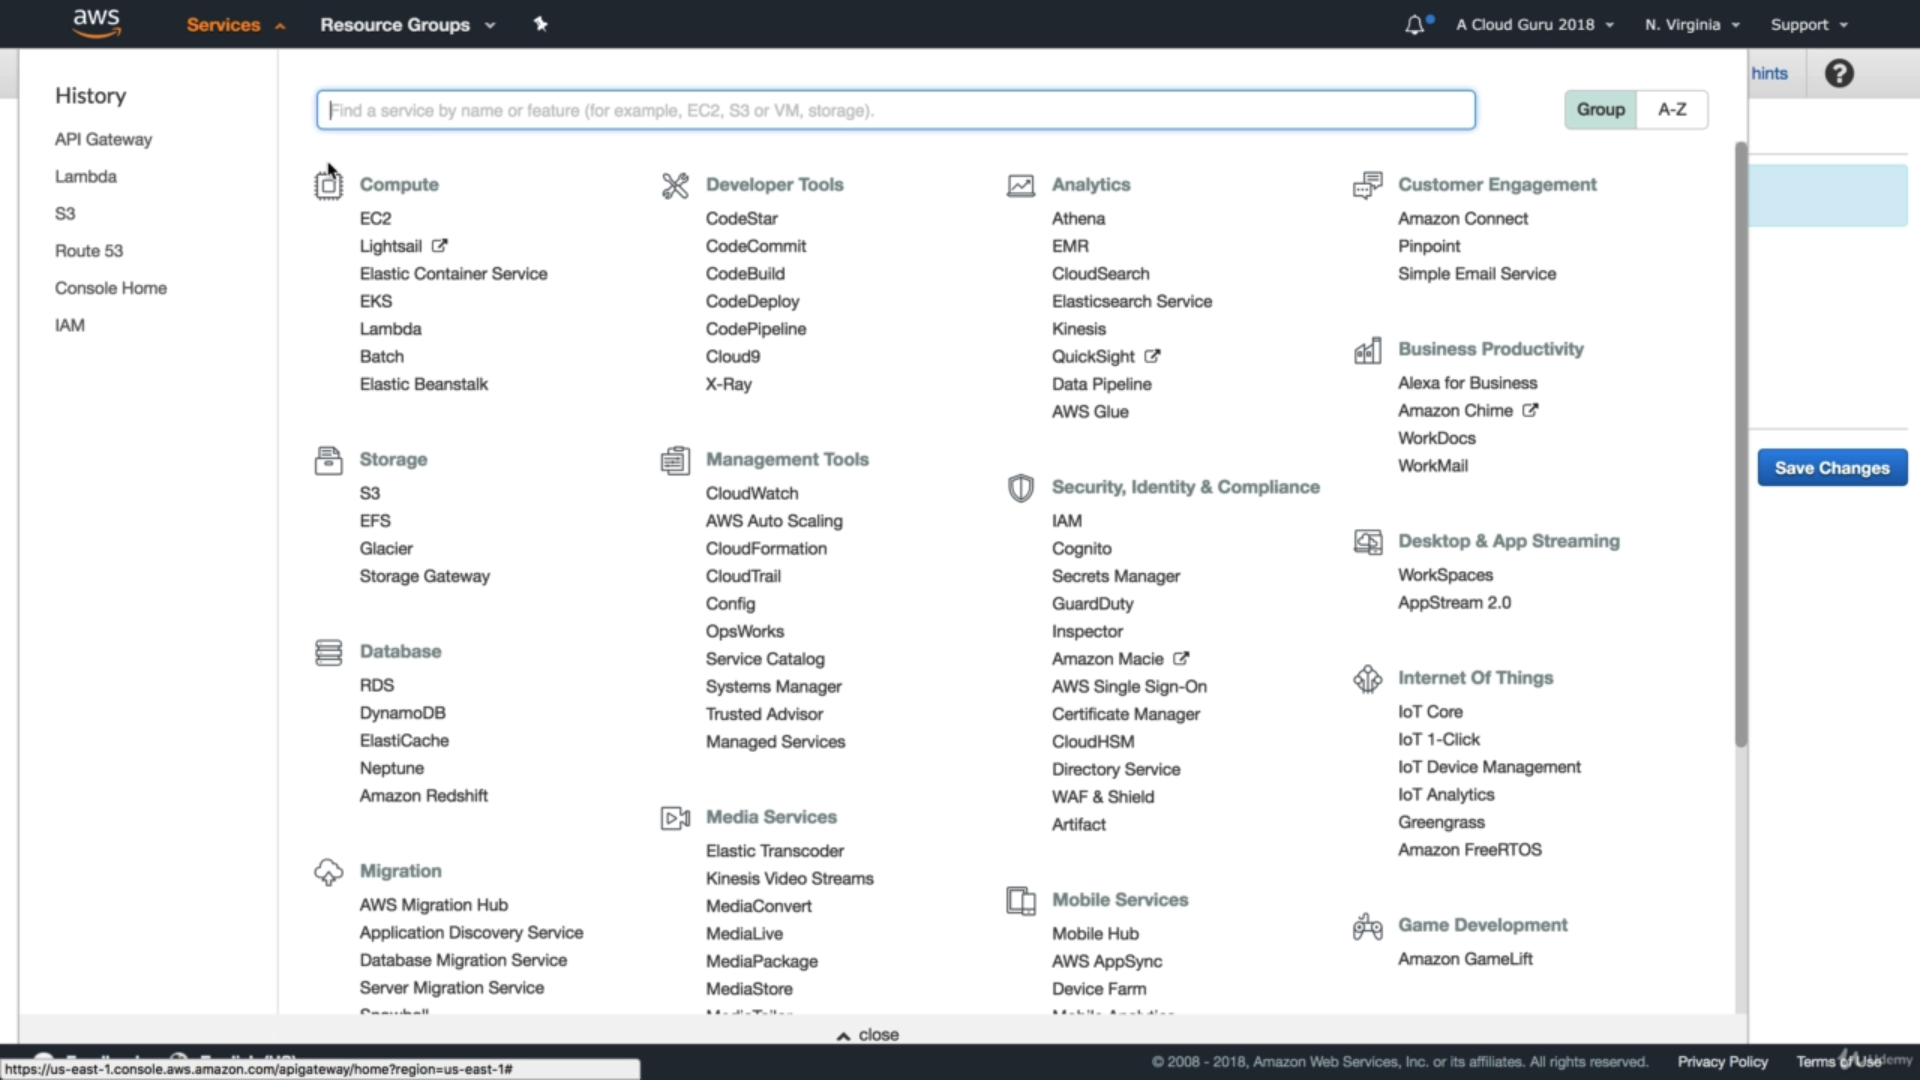 aws
Services
Resource Groups
A Cloud Guru 2018
N. Virginia
Support
hints
?
History
API Gateway
Lambda
S3
Route 53
Console Home
IAM
Find a service by name or feature (for example, EC2, S3 or VM, storage).
Group
A-Z
Compute
EC2
Lightsail
Elastic Container Service
EKS
Lambda
Batch
Elastic Beanstalk
Storage
S3
EFS
Glacier
Storage Gateway
Database
RDS
DynamoDB
ElastiCache
Neptune
Amazon Redshift
Migration
AWS Migration Hub
Application Discovery Service
Database Migration Service
Server Migration Service
Developer Tools
CodeStar
CodeCommit
CodeBuild
CodeDeploy
CodePipeline
Cloud9
X-Ray
Management Tools
CloudWatch
AWS Auto Scaling
CloudFormation
CloudTrail
Config
OpsWorks
Service Catalog
Systems Manager
Trusted Advisor
Managed Services
Media Services
Elastic Transcoder
Kinesis Video Streams
MediaConvert
MediaLive
MediaPackage
MediaStore
Analytics
Athena
EMR
CloudSearch
Elasticsearch Service
Kinesis
QuickSight
Data Pipeline
AWS Glue
Security, Identity & Compliance
IAM
Cognito
Secrets Manager
GuardDuty
Inspector
Amazon Macie
AWS Single Sign-On
Certificate Manager
CloudHSM
Directory Service
WAF & Shield
Artifact
Mobile Services
Mobile Hub
AWS AppSync
Device Farm
Customer Engagement
Amazon Connect
Pinpoint
Simple Email Service
Business Productivity
Alexa for Business
Amazon Chime
WorkDocs
WorkMail
Desktop & App Streaming
WorkSpaces
AppStream 2.0
Internet Of Things
IoT Core
IoT 1-Click
IoT Device Management
IoT Analytics
Greengrass
Amazon FreeRTOS
Game Development
Amazon GameLift
Save Changes
close
https://us-east-1.console.aws.amazon.com/apigateway/home?region=us-east-1#
© 2008 - 2018, Amazon Web Services, Inc. or its affiliates. All rights reserved.
Privacy Policy
Terms of Use